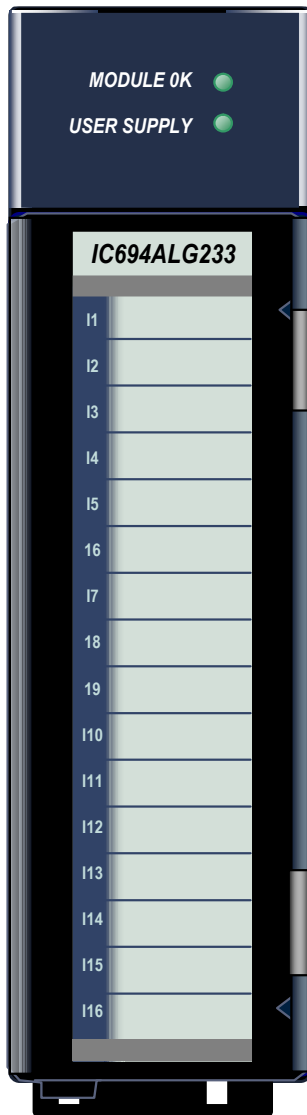 MODULE 0K
USER SUPPLY
IC694ALG233
I1
I2
I3
I4
I5
16
I7
18
19
I10
I11
I12
I13
I14
I15
I16